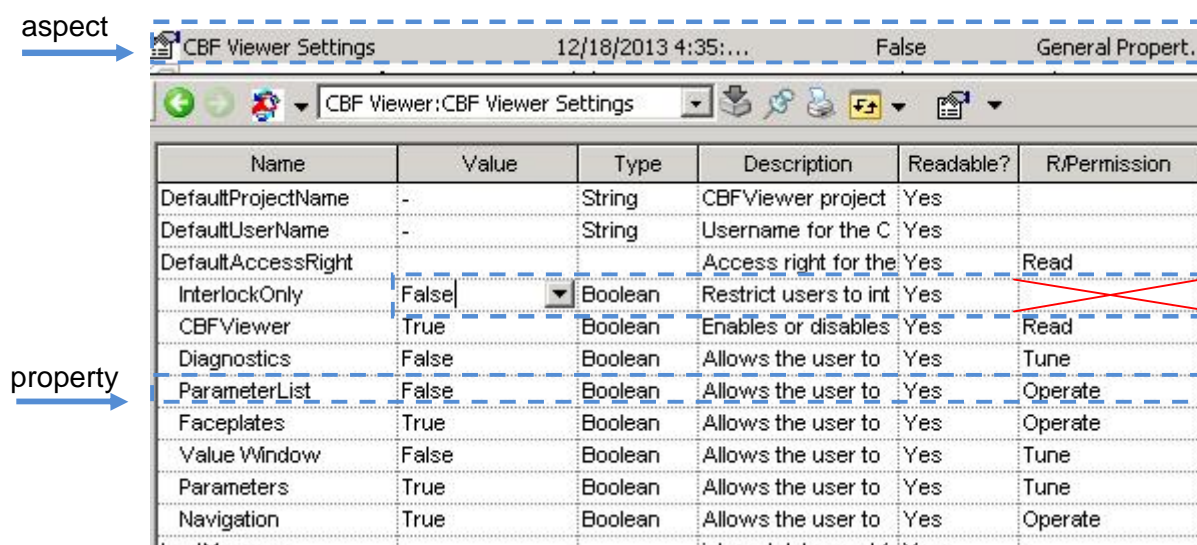 aspect
CBF Viewer Settings 12/18/2013 4:35:... False General Propert.
CBF Viewer:CBF Viewer Settings
Name Value Type Description Readable? R/Permission
DefaultProjectName - String CBFViewer project Yes
DefaultUserName - String Username for the C Yes
DefaultAccessRight Access right for the Yes Read
InterlockOnly False Boolean Restrict users to int Yes
CBFViewer True Boolean Enables or disables Yes Read
Diagnostics False Boolean Allows the user to Yes Tune
property
ParameterList False Boolean Allows the user to Yes Operate
Faceplates True Boolean Allows the user to Yes Operate
Value Window False Boolean Allows the user to Yes Tune
Parameters True Boolean Allows the user to Yes Tune
Navigation True Boolean Allows the user to Yes Operate